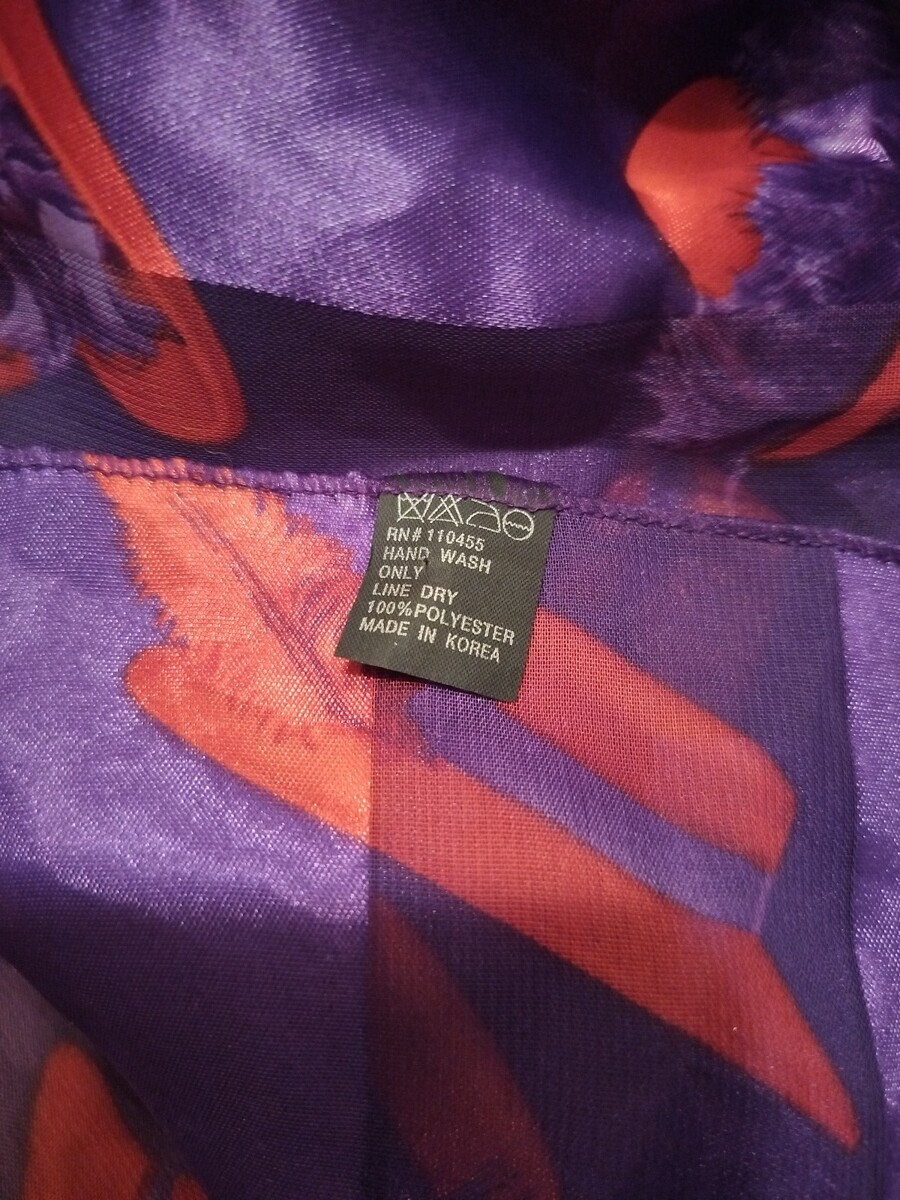 RN# 110455
HAND WASH
ONLY
LINE DRY
100% POLYESTER
MADE IN KOREA